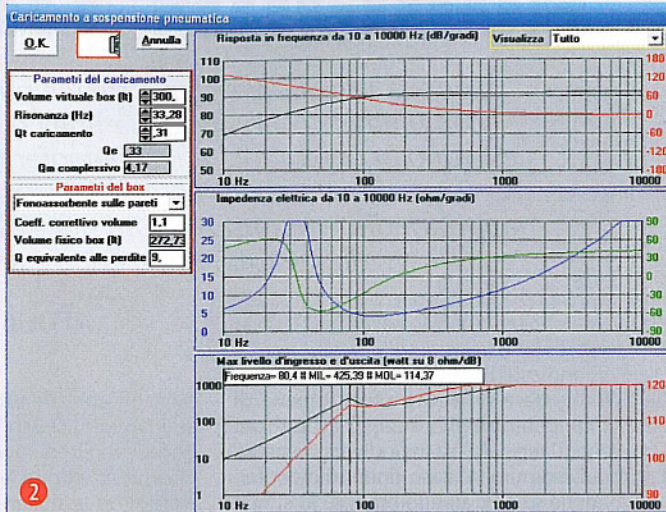 Caricamento a sospensione pneumatica
O.K.
Annulla
Parametri del caricamento
Volume virtuale box (lt) 300,
Risonanza (Hz) 33,28
Qt caricamento ,31
Qe ,33
Qm complessivo 4,17
Parametri del box
Fonoassorbente sulle pareti
Coeff. correttivo volume 1,1
Volume fisico box (lt) 272,73
Q equivalente alle perdite 9,
Risposta in frequenza da 10 a 10000 Hz (dB/gradi)
Visualizza Tutto
110 180
100 120
90 60
80 0
70 -60
60 -120
50 -180
10 Hz 100 1000 10000
Impedenza elettrica da 10 a 10000 Hz (ohm/gradi)
30 90
25 60
20 30
15 0
10 -30
5 -60
0 -90
10 Hz 100 1000 10000
Max livello d'ingresso e d'uscita (watt su 8 ohm/dB)
Frequenza= 80,4 # MIL= 425,39 # MOL= 114,37
1000 120
100 110
10 100
1 90
10 Hz 100 1000 10000
2